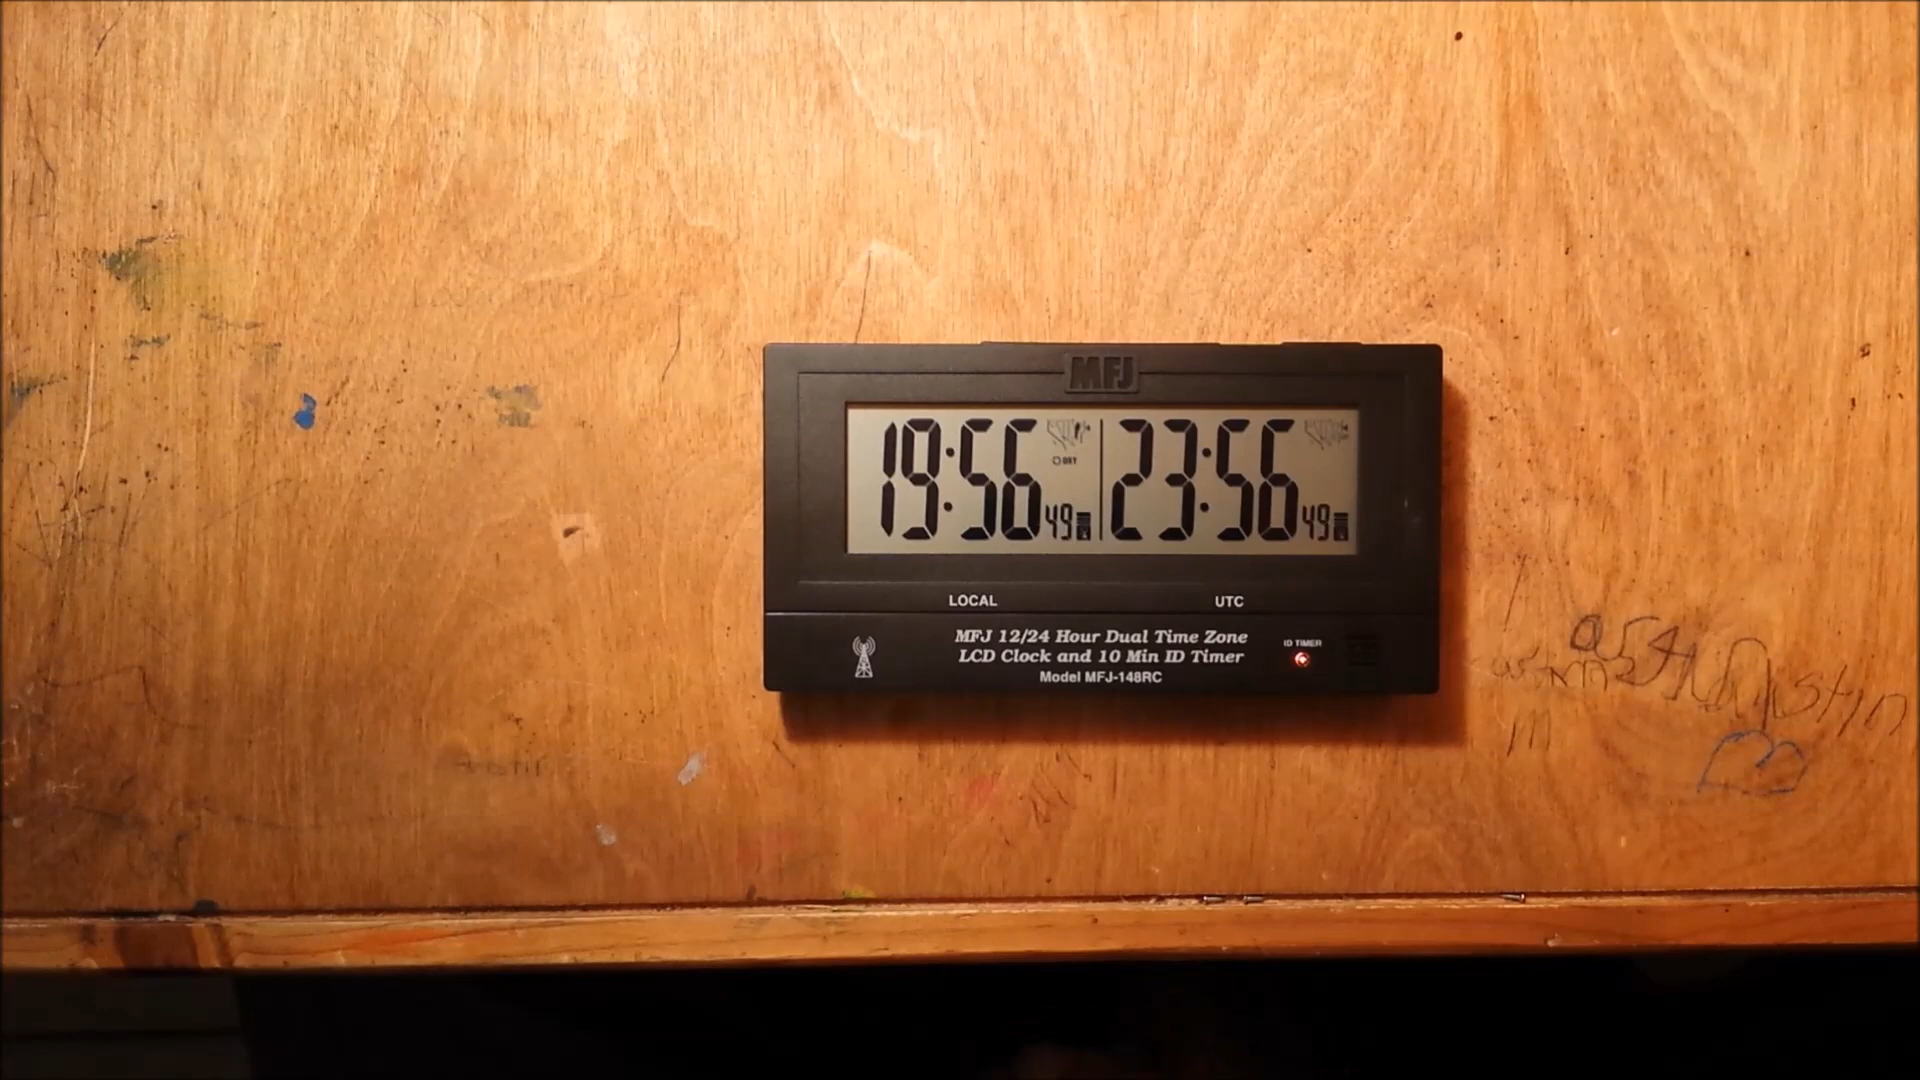 MFJ
19:56 49 23:56 49
DST
LOCAL UTC
MFJ 12/24 Hour Dual Time Zone
LCD Clock and 10 Min ID Timer
Model MFJ-148RC
ID TIMER